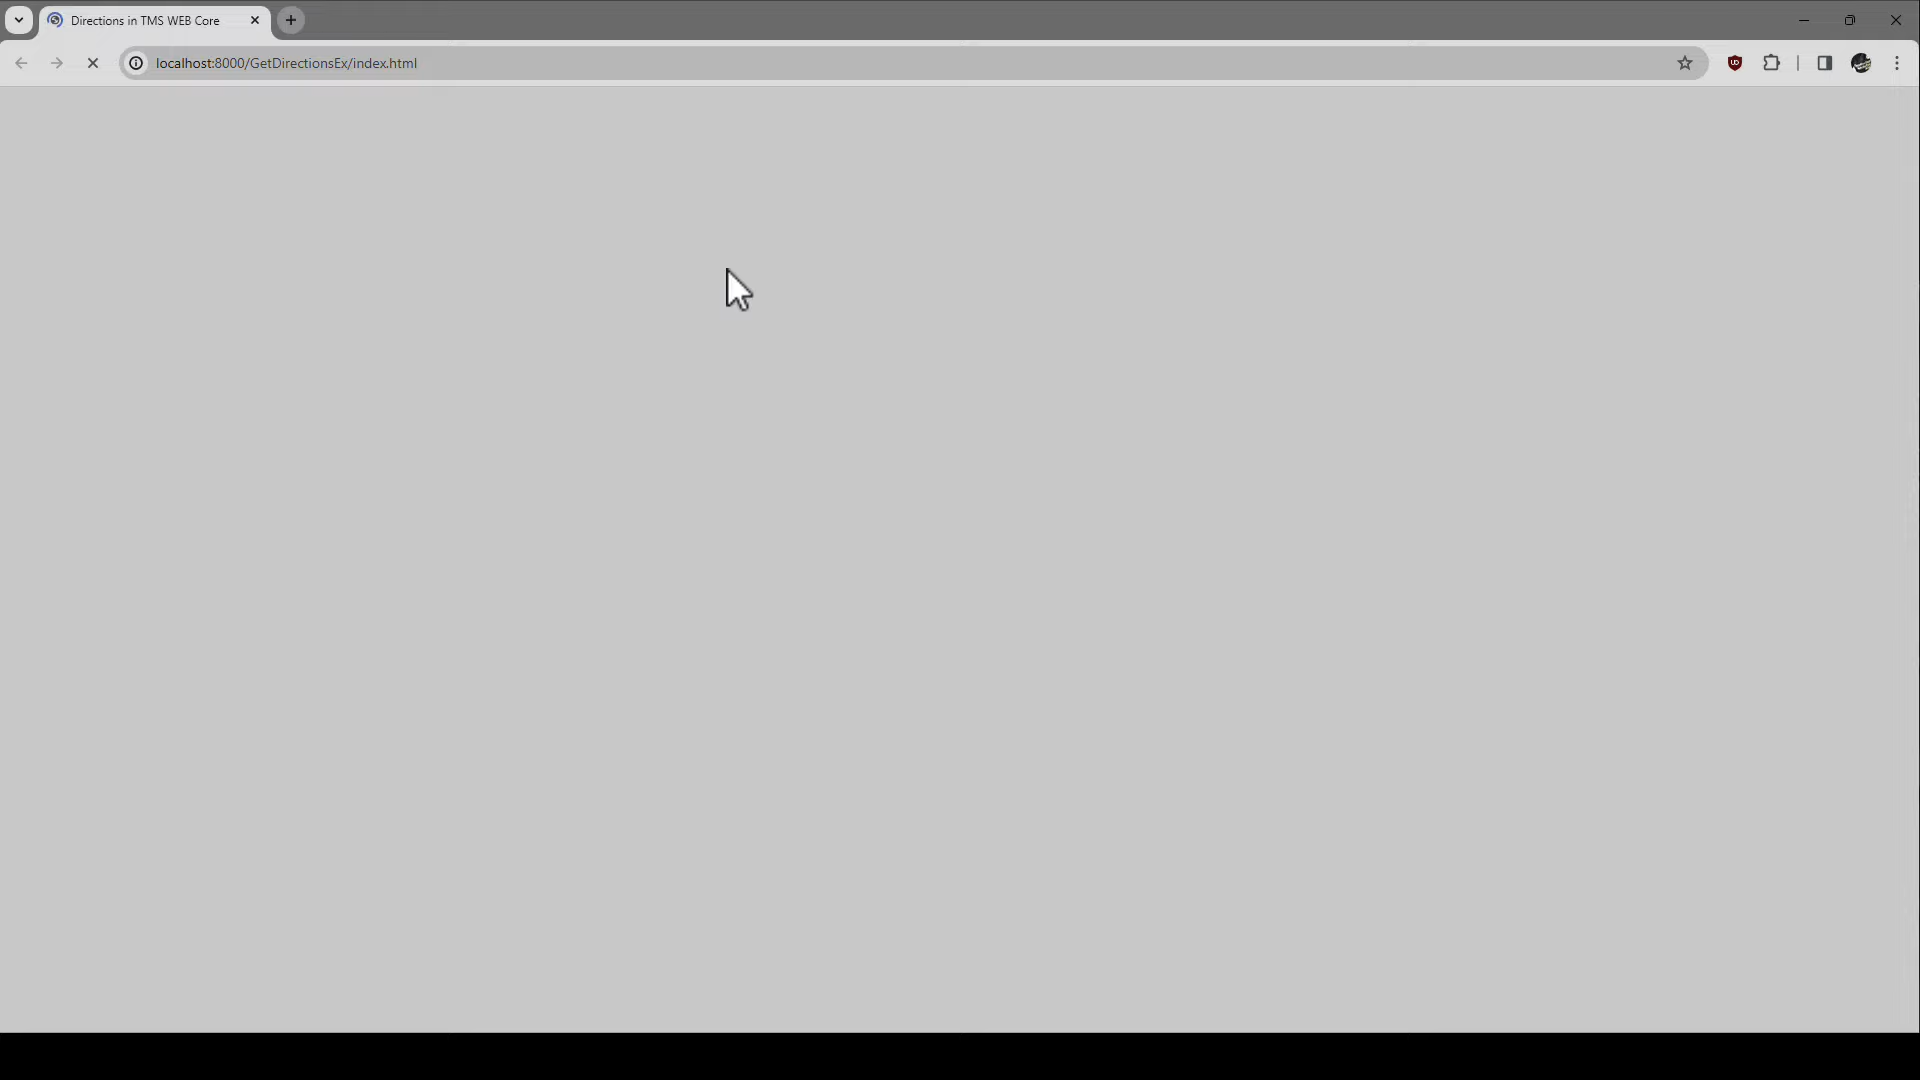 Directions in TMS WEB Core
localhost:8000/GetDirectionsEx/index.html